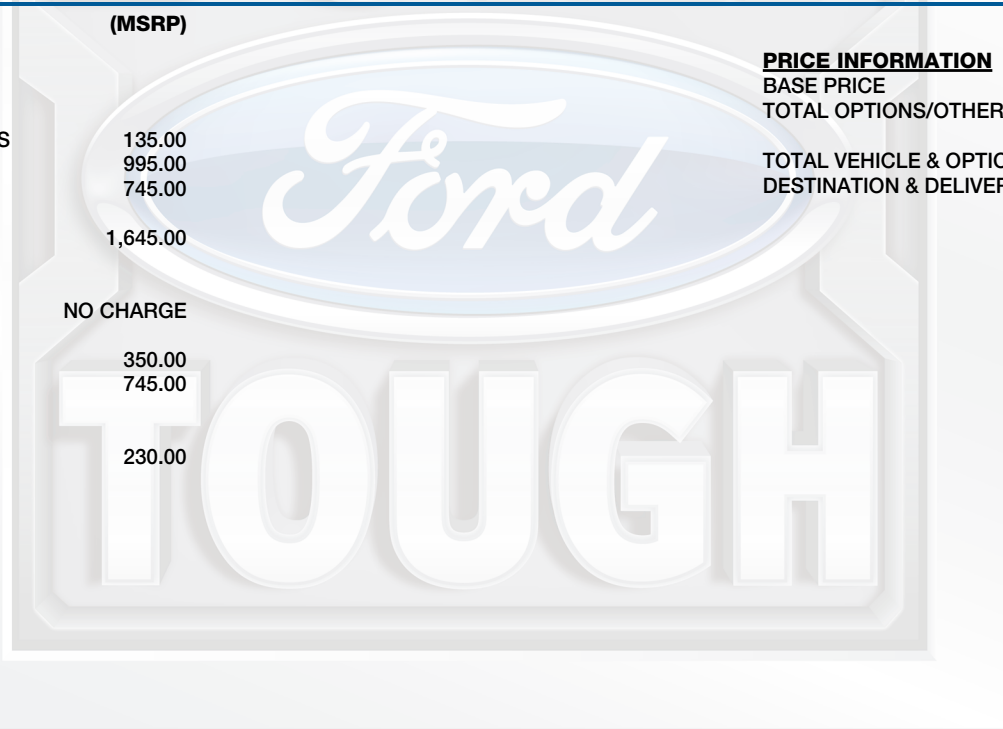 (MSRP)
S 135.00
995.00
745.00
1,645.00
NO CHARGE
350.00
745.00
230.00
PRICE INFORMATION
BASE PRICE
TOTAL OPTIONS/OTHER
TOTAL VEHICLE & OPTIO
DESTINATION & DELIVER
Ford
TOUGH